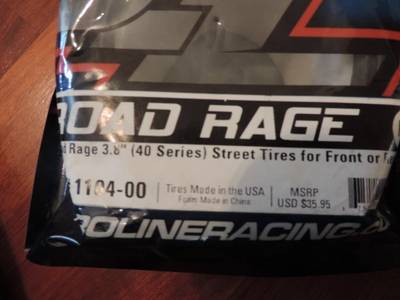 ROAD RAGE
d Rage 3.8" (40 Series) Street Tires for Front or
1104-00
Tires Made in the USA
Foam Made in China
MSRP
USD $35.95
ROLINERACING.